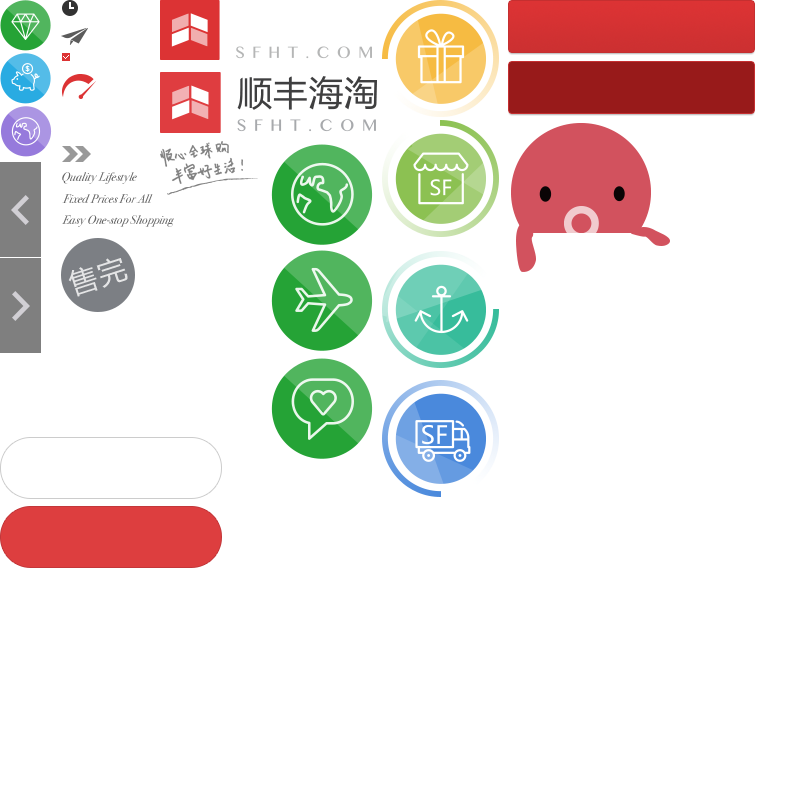 SFHT.COM
顺丰海淘
SFHT.COM
顺心全球购
丰富好生活!
Quality Lifestyle
Fixed Prices For All
Easy One-stop Shopping
售完
SF
SF